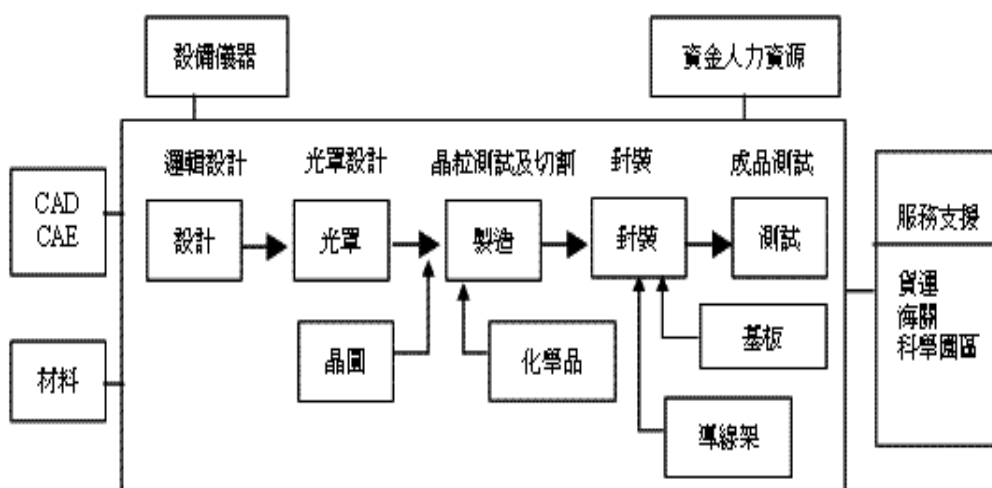 設備儀器
資金人力資源
邏輯設計
光罩設計
晶粒測試及切割
封裝
成品測試
CAD
CAE
設計
光罩
製造
封裝
測試
服務支援
貨運
海關
科學園區
晶圓
化學品
基板
材料
導線架